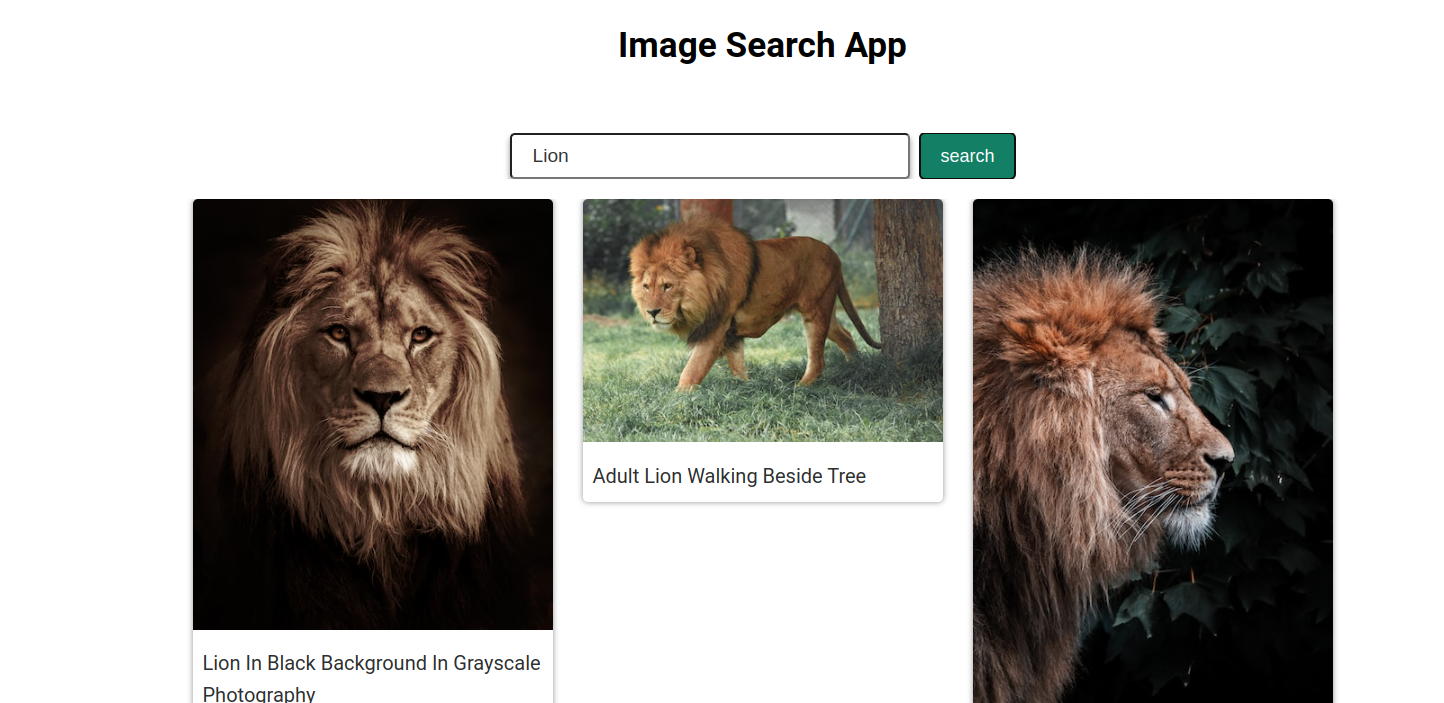 Image Search App
Lion
search
Adult Lion Walking Beside Tree
Lion In Black Background In Grayscale
Photography